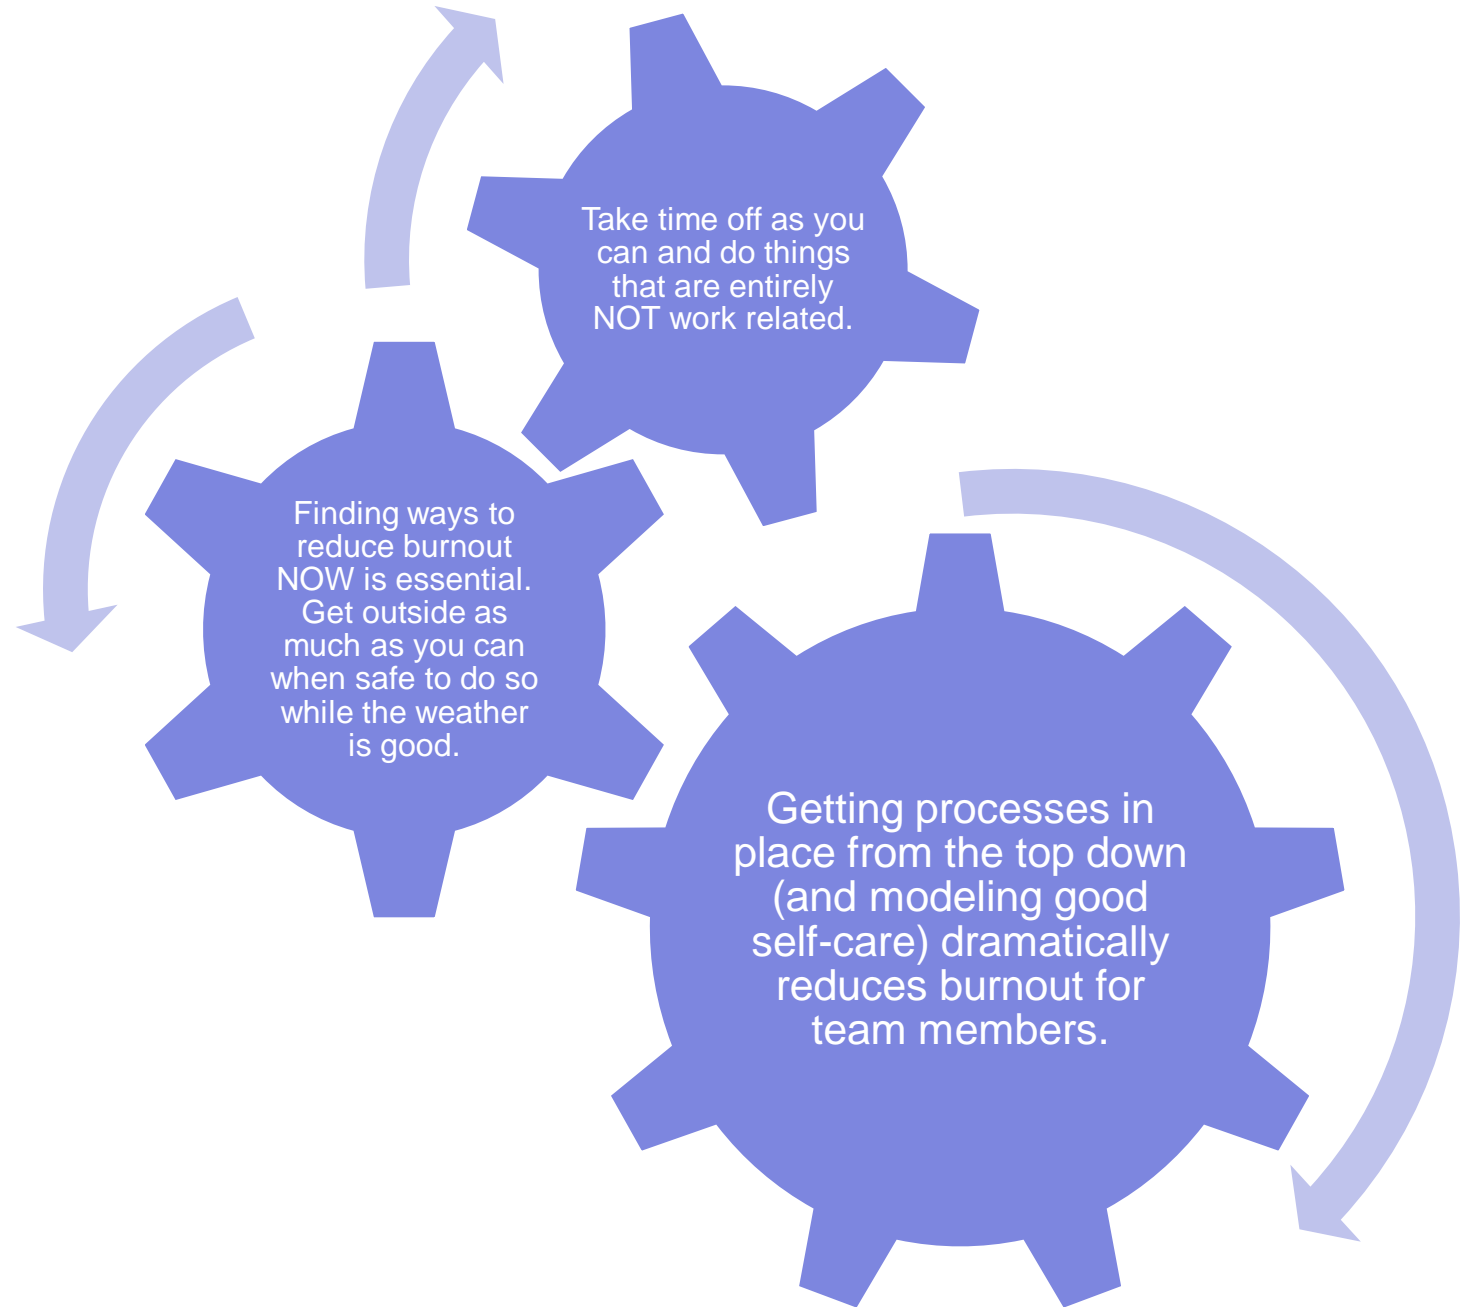 Take time off as you
can and do things
that are entirely
NOT work related.
Finding ways to
reduce burnout
NOW is essential.
Get outside as
much as you can
when safe to do so
while the weather
is good.
Getting processes in
place from the top down
(and modeling good
self-care) dramatically
reduces burnout for
team members.